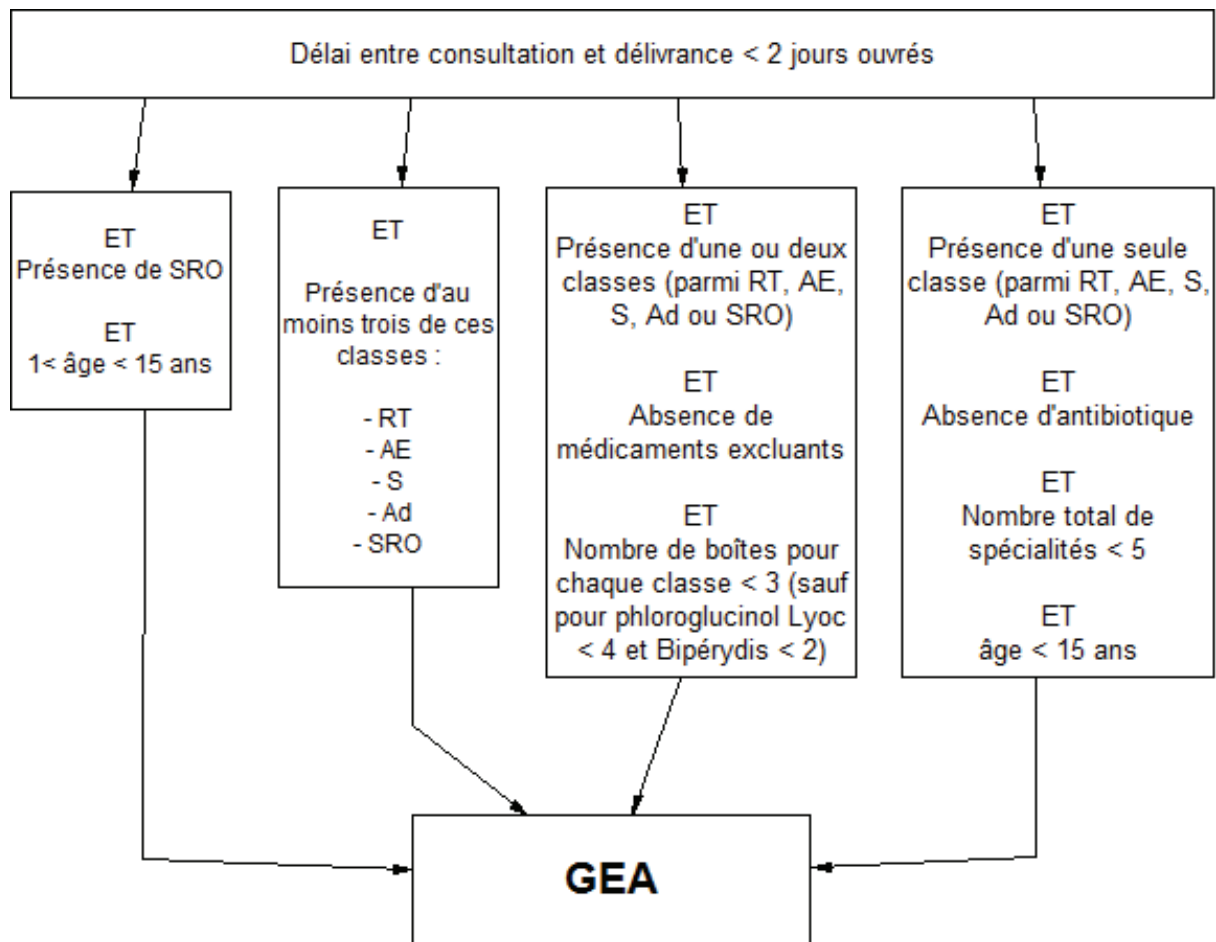 Délai entre consultation et délivrance < 2 jours ouvrés
ET
Présence de SRO
ET
1< âge < 15 ans
ET
Présence d'au
moins trois de ces
classes :
- RT
- AE
- S
- Ad
- SRO
ET
Présence d'une ou deux
classes (parmi RT, AE,
S, Ad ou SRO)
ET
Absence de
médicaments excluants
ET
Nombre de boîtes pour
chaque classe < 3 (sauf
pour phloroglucinol Lyoc
< 4 et Bipérydis < 2)
ET
Présence d'une seule
classe (parmi RT, AE, S,
Ad ou SRO)
ET
Absence d'antibiotique
ET
Nombre total de
spécialités < 5
ET
âge < 15 ans
GEA